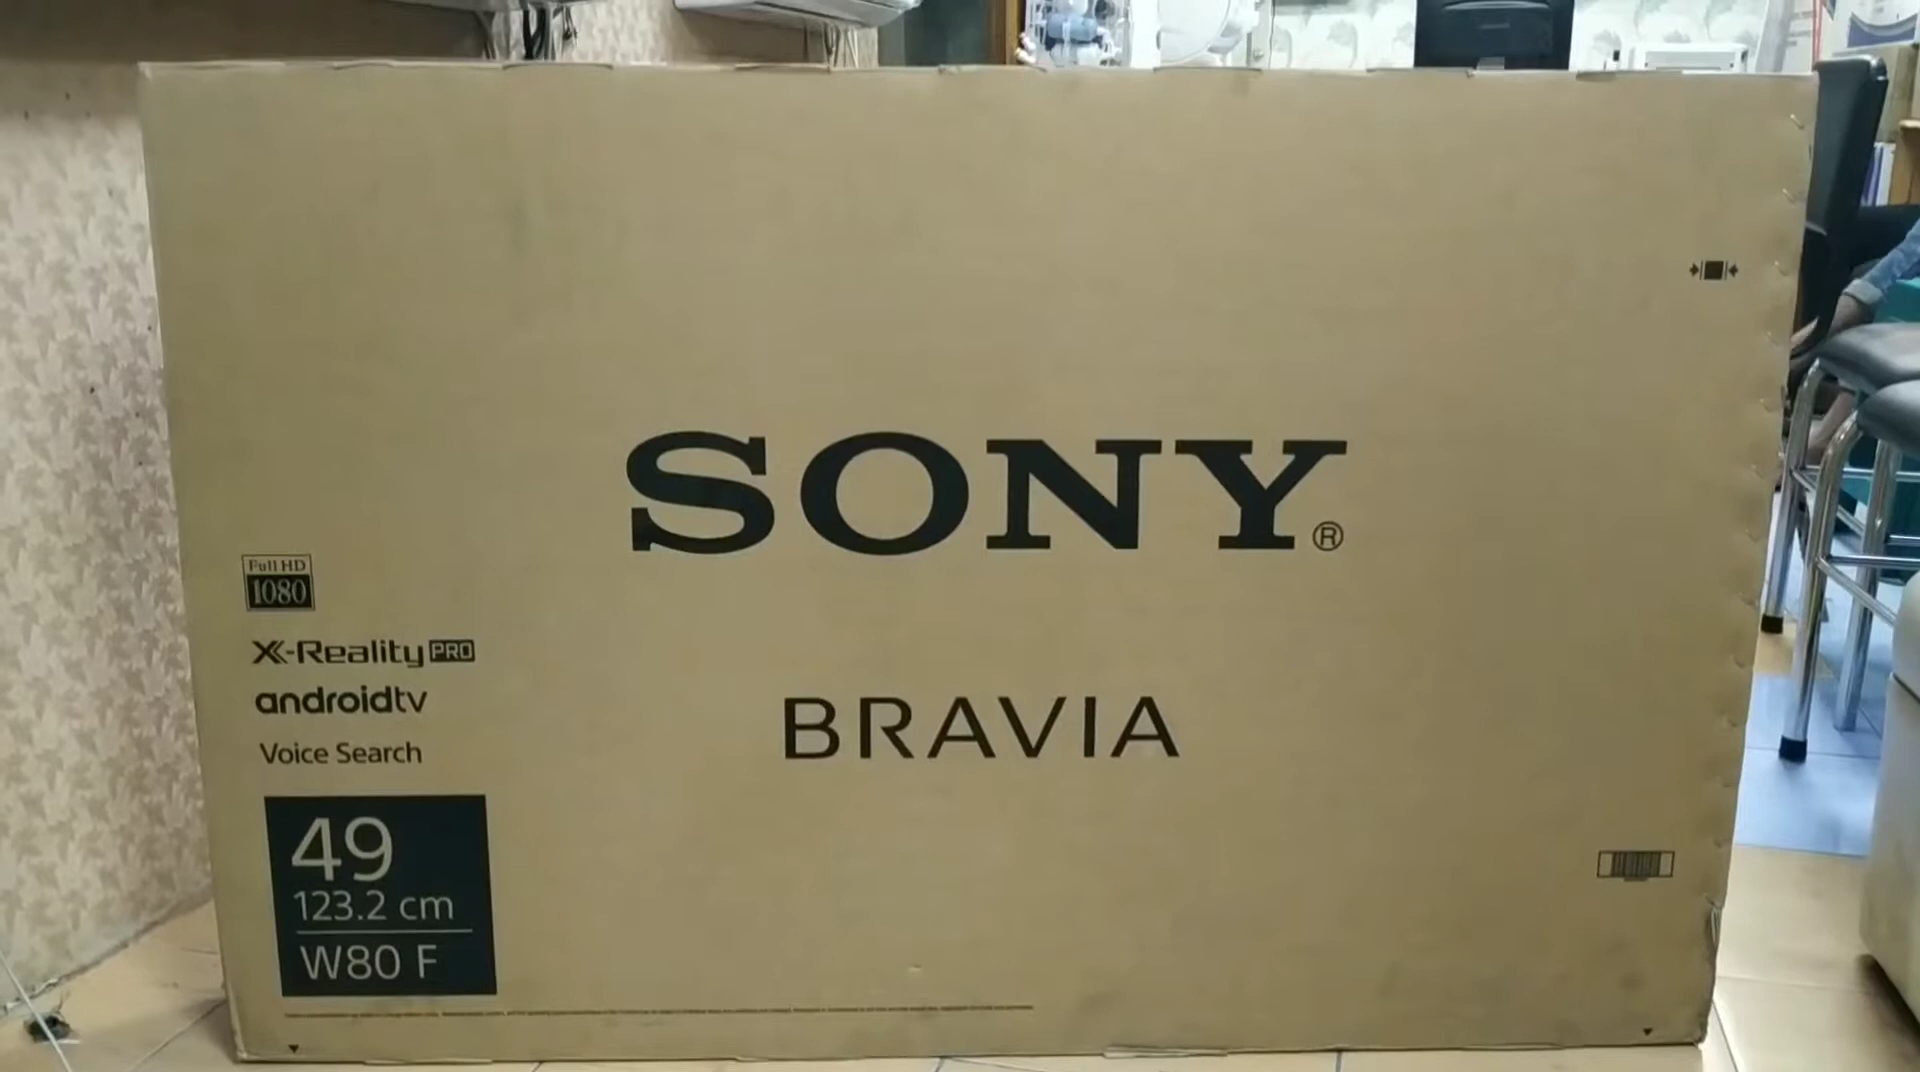 SONY®
BRAVIA
Full HD
1080
X-Reality PRO
androidtv
Voice Search
49
123.2 cm
W80 F